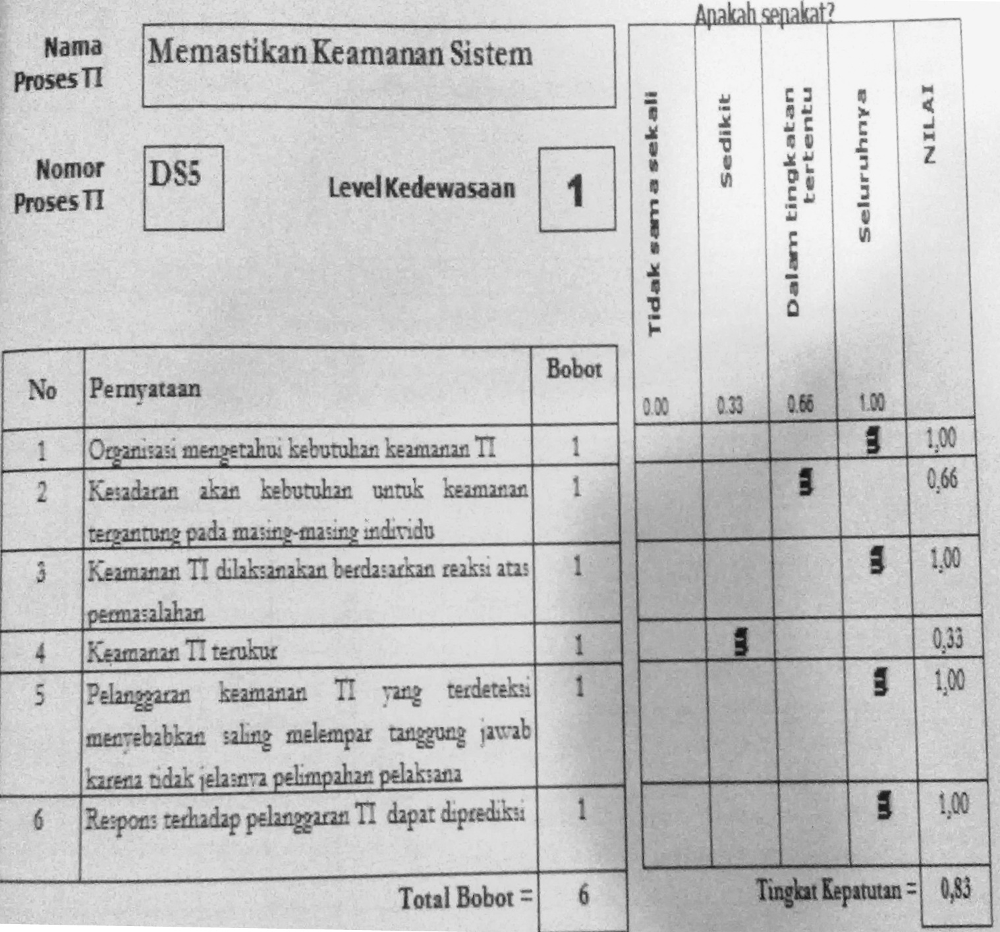 Apakah sepakat?
Nama
Proses TI
Memastikan Keamanan Sistem
Nomor
Proses TI
DS5
Level Kedewasaan
1
Tidak sama sekali
Sedikit
Dalam tingkatan
tertentu
Seluruhnya
NILAI
No Pernyataan Bobot 0.00 0.33 0.66 1.00
1 Organisasi mengetahui kebutuhan keamanan TI 1 1,00
2 Kesadaran akan kebutuhan untuk keamanan 1 0,66
tergantung pada masing-masing individu
3 Keamanan TI dilaksanakan berdasarkan reaksi atas 1 1,00
permasalahan
4 Keamanan TI terukur 1 0,33
5 Pelanggaran keamanan TI yang terdeteksi 1 1,00
menyebabkan saling melempar tanggung jawab
karena tidak jelasnya pelimpahan pelaksana
6 Respons terhadap pelanggaran TI dapat diprediksi 1 1,00
Total Bobot = 6 Tingkat Kepatutan = 0,83